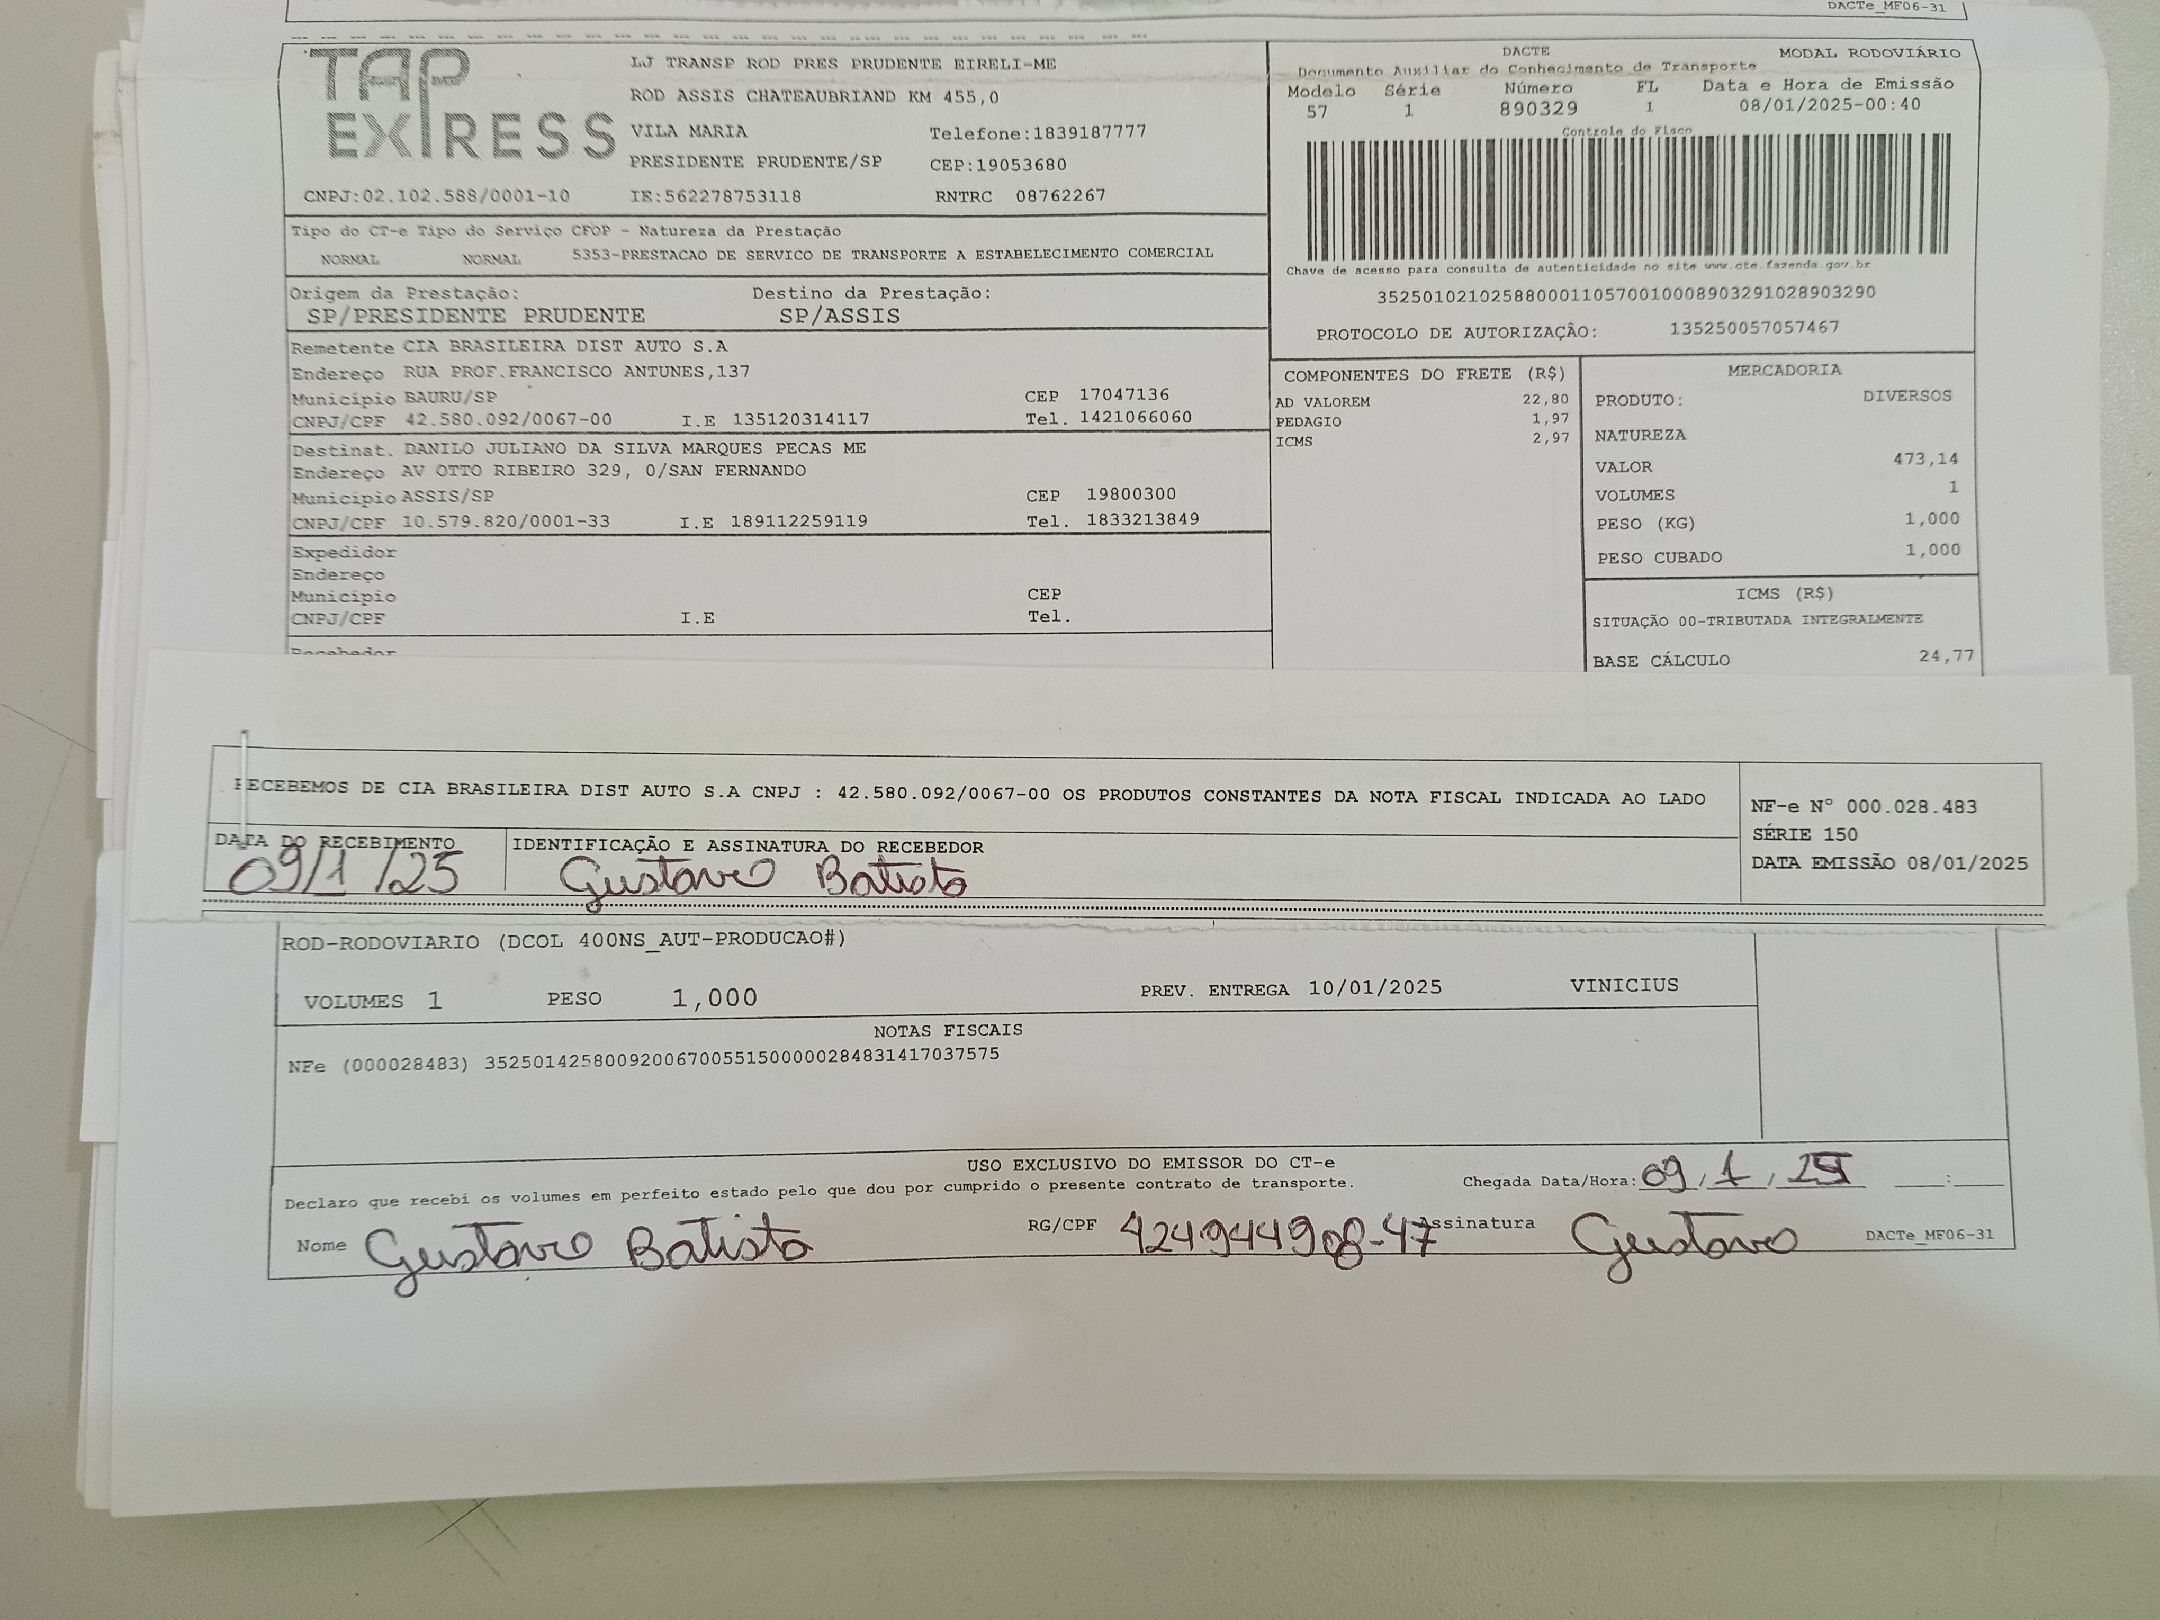 DACTe_MF06-31
TAP
EXPRESS
LJ TRANSP ROD PRES PRUDENTE EIRELI-ME
ROD ASSIS CHATEAUBRIAND KM 455,0
VILA MARIA Telefone:1839187777
PRESIDENTE PRUDENTE/SP CEP:19053680
CNPJ:02.102.588/0001-10 IE:562278753118 RNTRC 08762267
DACTE MODAL RODOVIÁRIO
Documento Auxiliar do Conhecimento de Transporte
Modelo Série Número FL Data e Hora de Emissão
57 1 890329 1 08/01/2025-00:40
Controle do Fisco
Chave de acesso para consulta de autenticidade no site www.cte.fazenda.gov.br
35250102102588000110570010008903291028903290
PROTOCOLO DE AUTORIZAÇÃO: 135250057057467
Tipo do CT-e Tipo do Serviço CFOP - Natureza da Prestação
NORMAL NORMAL 5353-PRESTACAO DE SERVICO DE TRANSPORTE A ESTABELECIMENTO COMERCIAL
Origem da Prestação: Destino da Prestação:
SP/PRESIDENTE PRUDENTE SP/ASSIS
Remetente CIA BRASILEIRA DIST AUTO S.A
Endereço RUA PROF.FRANCISCO ANTUNES,137
Município BAURU/SP CEP 17047136
CNPJ/CPF 42.580.092/0067-00 I.E 135120314117 Tel. 1421066060
Destinat. DANILO JULIANO DA SILVA MARQUES PECAS ME
Endereço AV OTTO RIBEIRO 329, 0/SAN FERNANDO
Município ASSIS/SP CEP 19800300
CNPJ/CPF 10.579.820/0001-33 I.E 189112259119 Tel. 1833213849
Expedidor
Endereço
Município CEP
CNPJ/CPF I.E Tel.
Recebedor
COMPONENTES DO FRETE (R$)
AD VALOREM 22,80
PEDAGIO 1,97
ICMS 2,97
MERCADORIA
PRODUTO: DIVERSOS
NATUREZA
VALOR 473,14
VOLUMES 1
PESO (KG) 1,000
PESO CUBADO 1,000
ICMS (R$)
SITUAÇÃO 00-TRIBUTADA INTEGRALMENTE
BASE CÁLCULO 24,77
RECEBEMOS DE CIA BRASILEIRA DIST AUTO S.A CNPJ : 42.580.092/0067-00 OS PRODUTOS CONSTANTES DA NOTA FISCAL INDICADA AO LADO
NF-e N° 000.028.483
SÉRIE 150
DATA EMISSÃO 08/01/2025
DATA DO RECEBIMENTO IDENTIFICAÇÃO E ASSINATURA DO RECEBEDOR
09/1/25 Gustavo Batista
ROD-RODOVIARIO (DCOL 400NS_AUT-PRODUCAO#)
VOLUMES 1 PESO 1,000 PREV. ENTREGA 10/01/2025 VINICIUS
NOTAS FISCAIS
NFe (000028483) 35250142580092006700551500000284831417037575
USO EXCLUSIVO DO EMISSOR DO CT-e
Declaro que recebi os volumes em perfeito estado pelo que dou por cumprido o presente contrato de transporte. Chegada Data/Hora: 09/1/25 __:__
Nome Gustavo Batista RG/CPF 424944908-47 Assinatura Gustavo DACTe_MF06-31